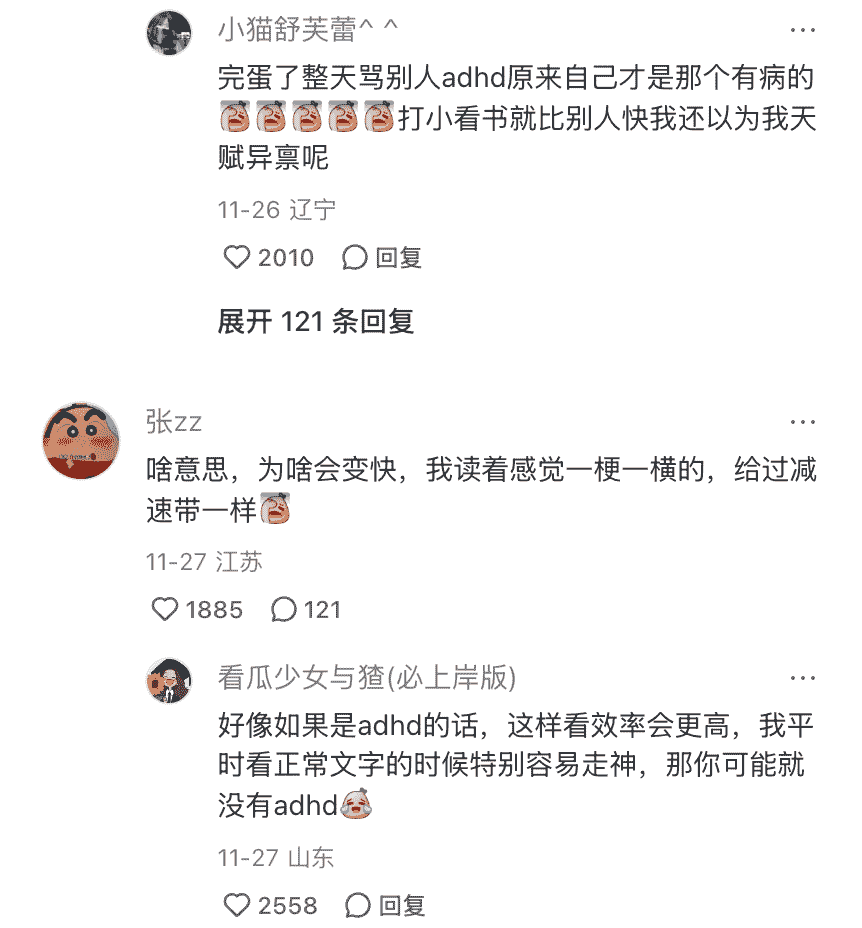 小猫舒芙蕾^ ^
完蛋了整天骂别人adhd原来自己才是那个有病的
打小看书就比别人快我还以为我天
赋异禀呢
11-26 辽宁
2010 回复
展开 121 条回复
张zz
啥意思，为啥会变快，我读着感觉一梗一横的，给过减
速带一样
11-27 江苏
1885 121
看瓜少女与猹(必上岸版)
好像如果是adhd的话，这样看效率会更高，我平
时看正常文字的时候特别容易走神，那你可能就
没有adhd
11-27 山东
2558 回复